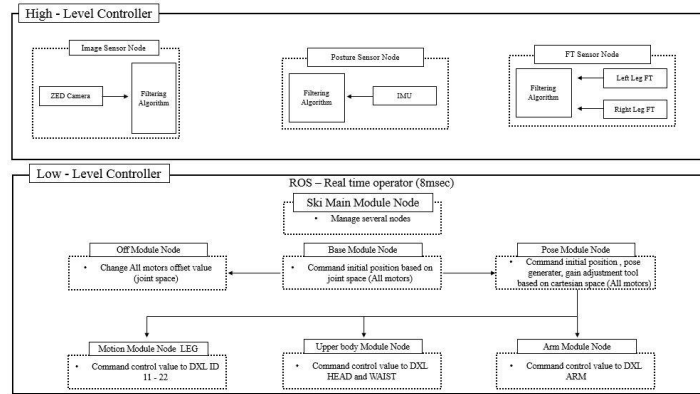 High - Level Controller
Image Sensor Node
ZED Camera
Filtering
Algorithm
Posture Sensor Node
Filtering
Algorithm
IMU
FT Sensor Node
Filtering
Algorithm
Left Leg FT
Right Leg FT
Low - Level Controller
ROS – Real time operator (8msec)
Ski Main Module Node
• Manage several nodes
Off Module Node
• Change All motors offset value
(joint space)
Base Module Node
• Command initial position based on
joint space (All motors)
Pose Module Node
• Command initial position , pose
generater, gain adjustment tool
based on cartesian space (All motors)
Motion Module Node LEG
• Command control value to DXL ID
11 - 22
Upper body Module Node
• Command control value to DXL
HEAD and WAIST
Arm Module Node
• Command control value to DXL
ARM